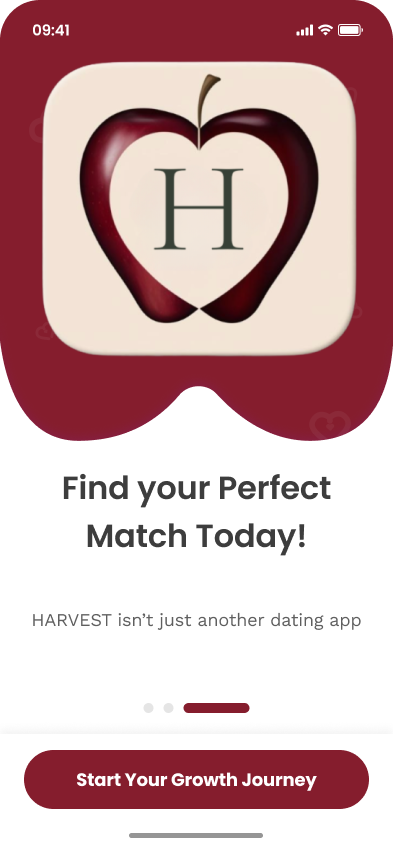 09:41
H
Find your Perfect
Match Today!
HARVEST isn’t just another dating app
Start Your Growth Journey